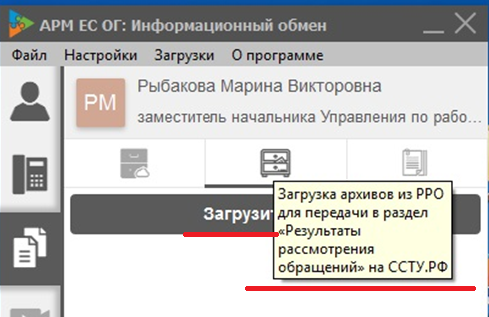 АРМ ЕС ОГ: Информационный обмен
Файл Настройки Загрузки О программе
РМ
Рыбакова Марина Викторовна
заместитель начальника Управления по рабо...
Загрузка архивов из РРО
для передачи в раздел
«Результаты
рассмотрения
обращений» на ССТУ.РФ